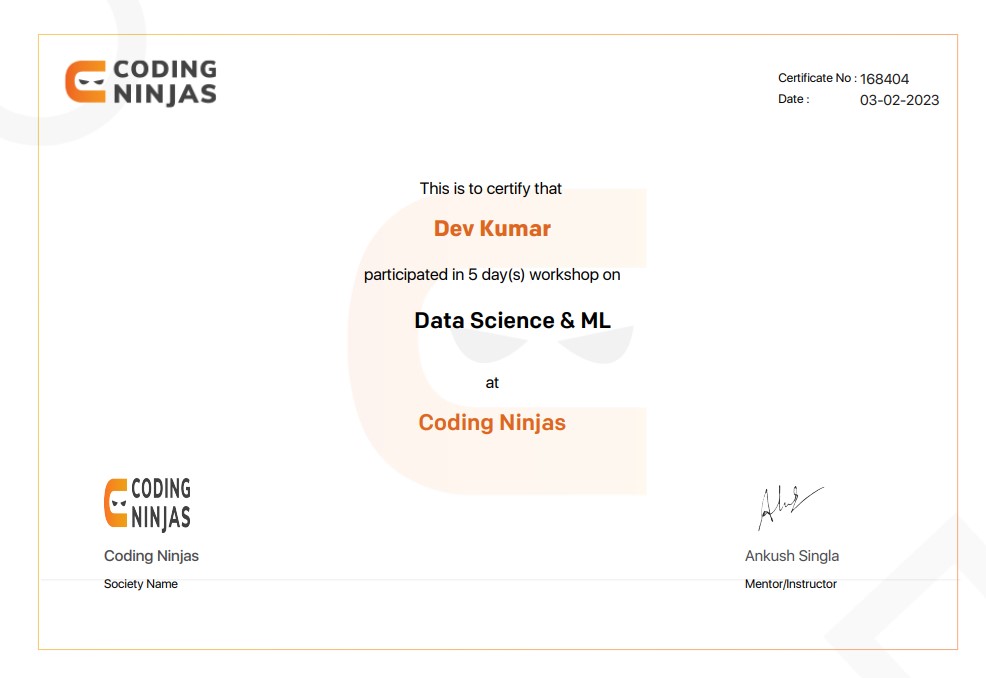 CODING
NINJAS
Certificate No : 168404
Date : 03-02-2023
This is to certify that
Dev Kumar
participated in 5 day(s) workshop on
Data Science & ML
at
Coding Ninjas
CODING
NINJAS
Coding Ninjas
Society Name
Ankush Singla
Mentor/Instructor